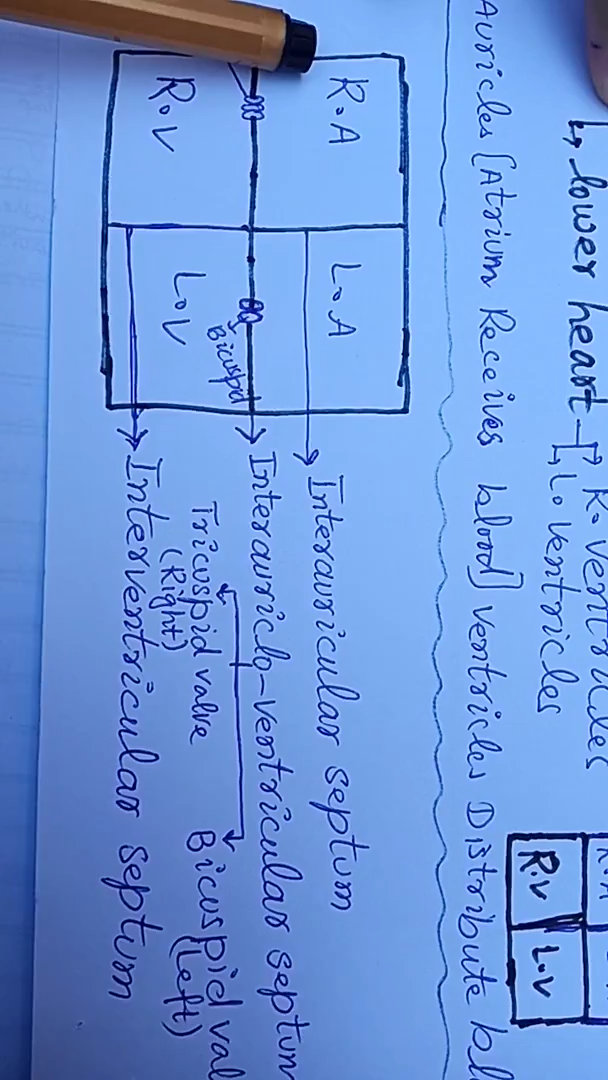 ↳ lower heart → R. ventricles
↳ L. ventricles
Auricles [Atrium Receives blood] ventricles Distribute
R.V L.V
R.A L.A
R.V L.V
Bicuspid
→ Interauricular septum
→ Interauriculo-ventricular septum
Tricuspid valve Bicuspid
(Right) (Left)
→ Interventricular septum